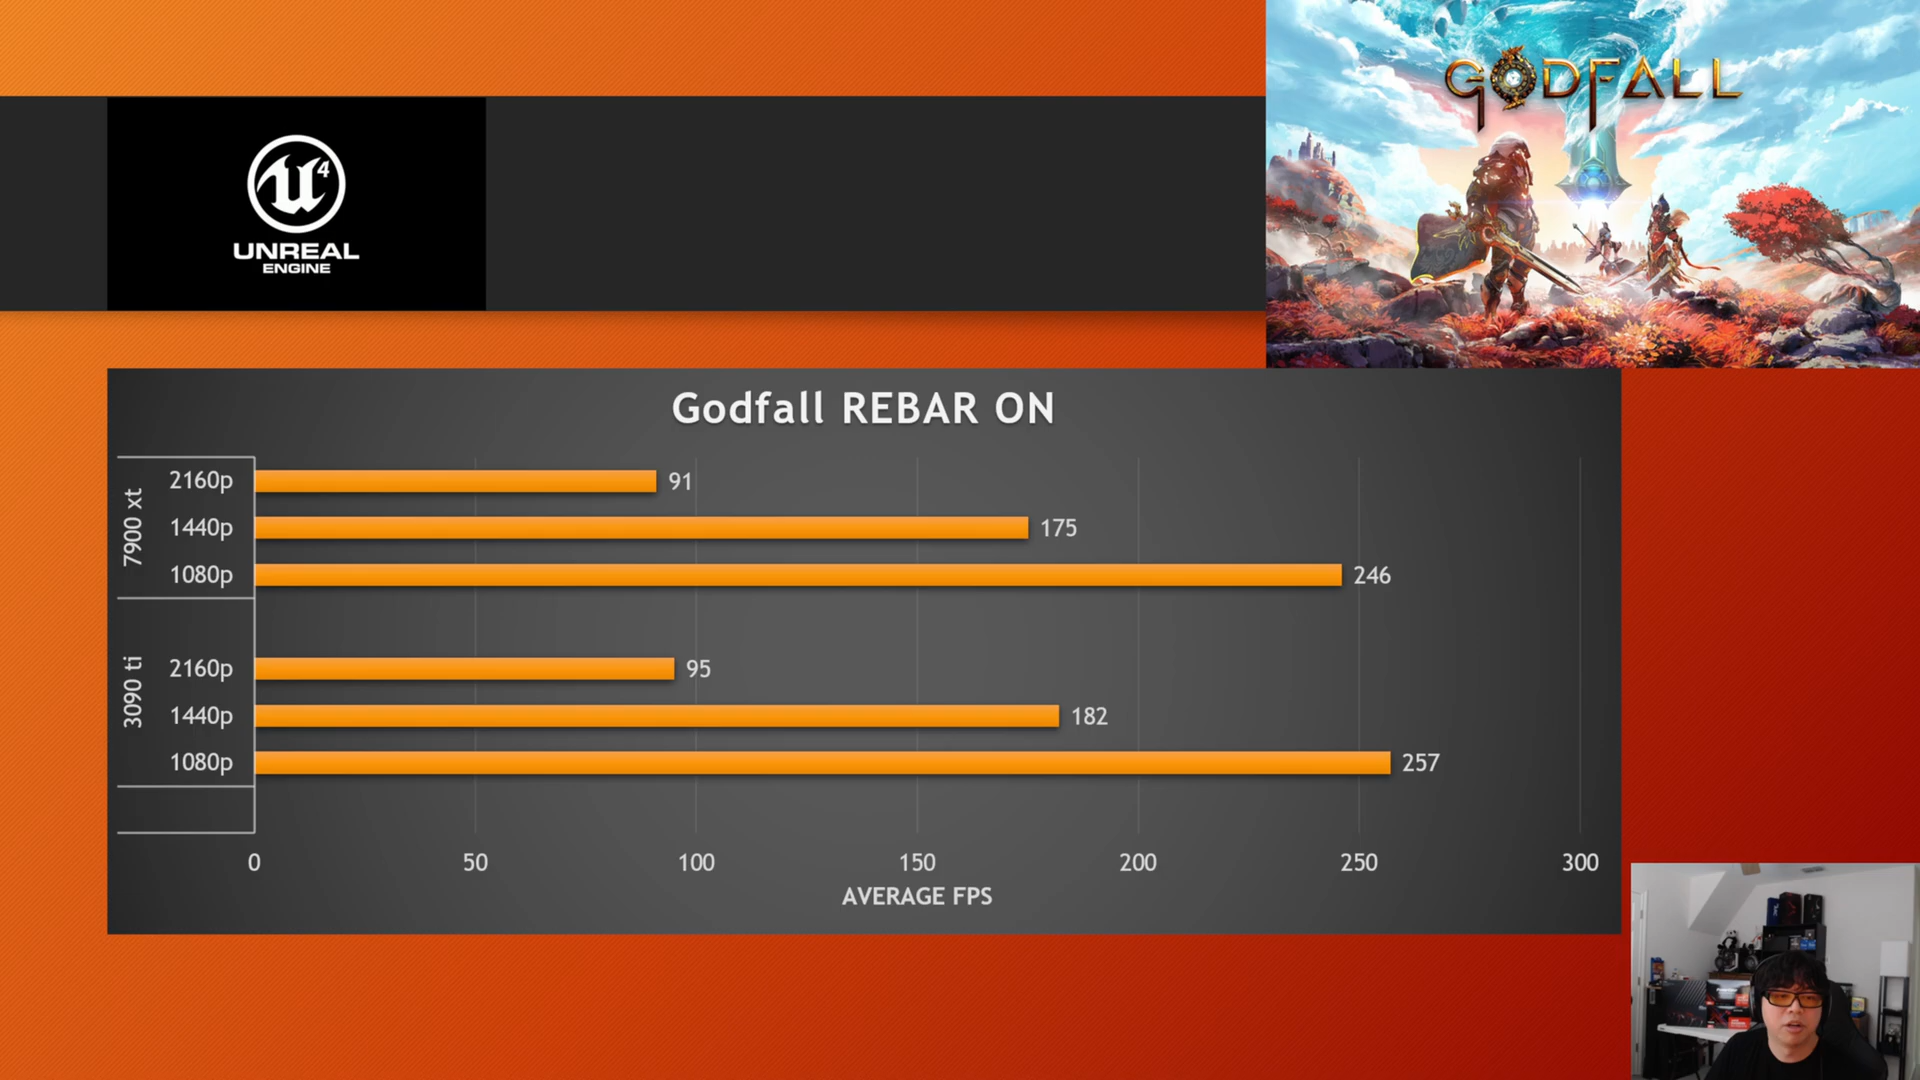 GODFALL
4
UNREAL
ENGINE
Godfall REBAR ON
7900 xt
2160p 91
1440p 175
1080p 246
3090 ti
2160p 95
1440p 182
1080p 257
0 50 100 150 200 250 300
AVERAGE FPS